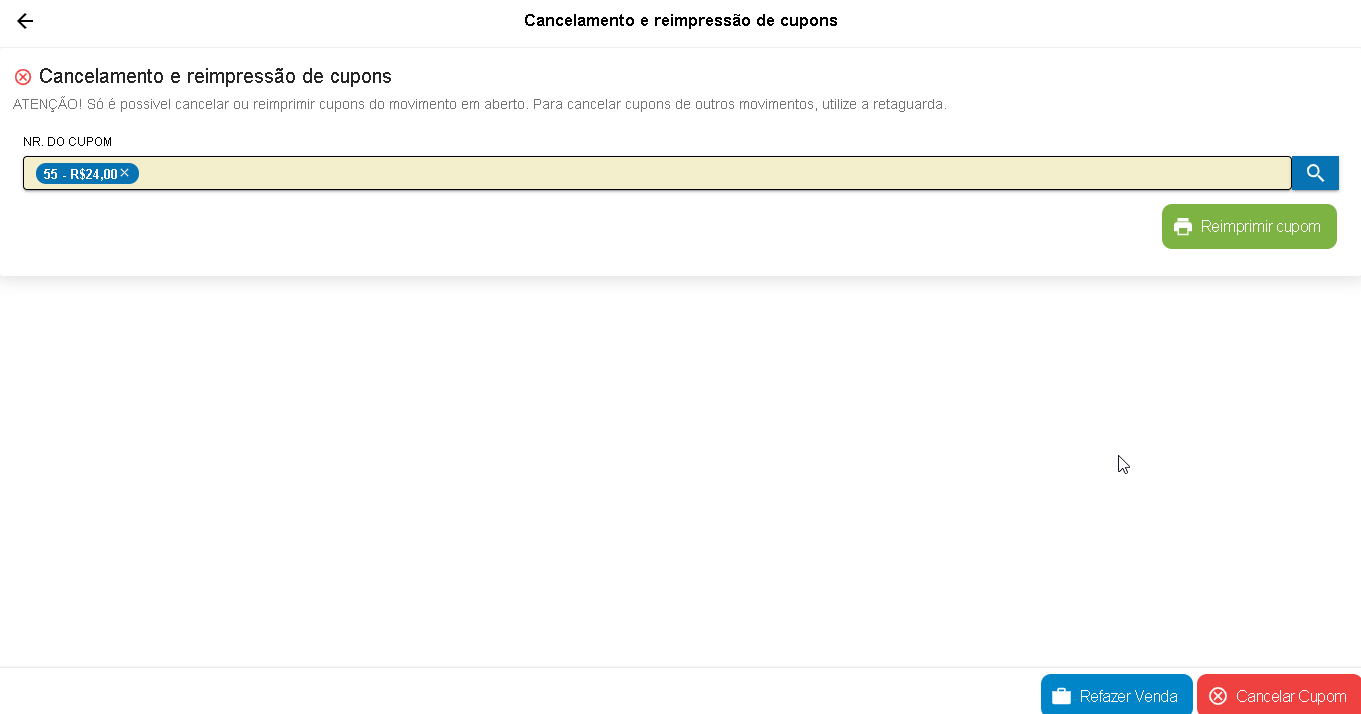 Cancelamento e reimpressão de cupons
Cancelamento e reimpressão de cupons
ATENÇÃO! Só é possivel cancelar ou reimprimir cupons do movimento em aberto. Para cancelar cupons de outros movimentos, utilize a retaguarda.
NR. DO CUPOM
55 - R$24,00
Reimprimir cupom
Refazer Venda
Cancelar Cupom